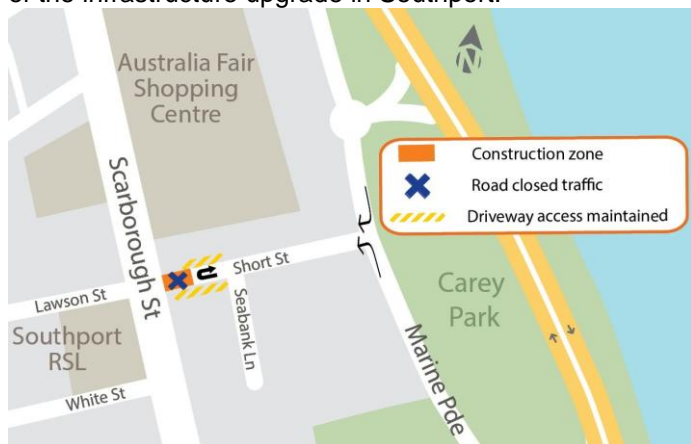 of the infrastructure upgrade in Southport.
Australia Fair
Shopping
Centre
N
Construction zone
Road closed traffic
Driveway access maintained
Scarborough St
Short St
Lawson St
Seabank Ln
Carey
Park
Southport
RSL
Marine Pde
White St